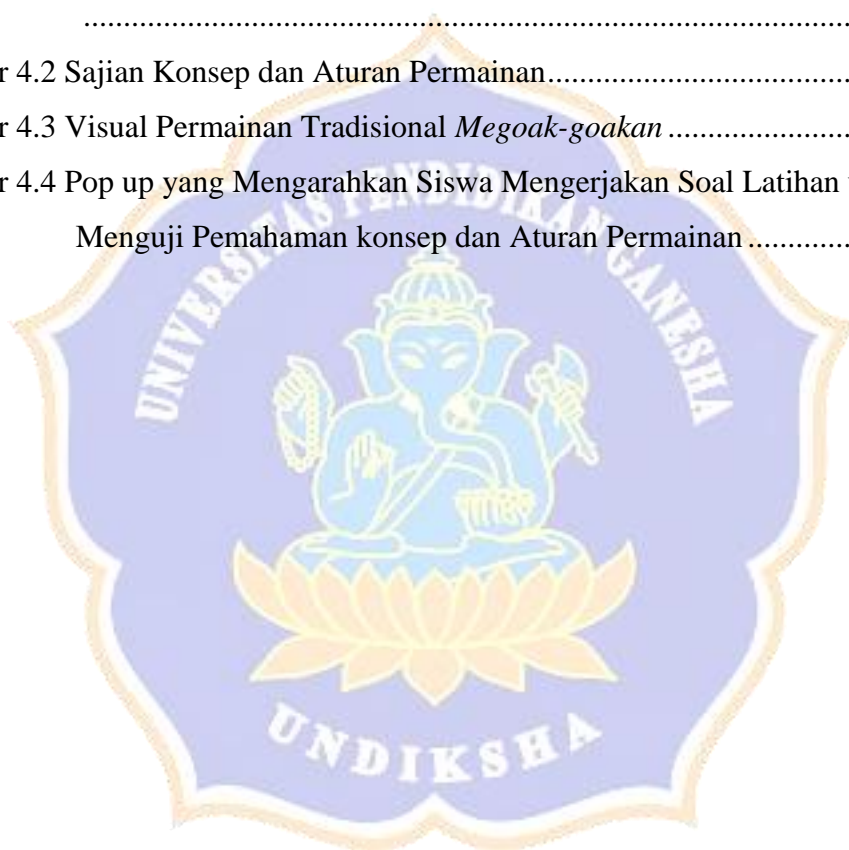 ................................................................................
r 4.2 Sajian Konsep dan Aturan Permainan................................
r 4.3 Visual Permainan Tradisional Megoak-goakan...................
r 4.4 Pop up yang Mengarahkan Siswa Mengerjakan Soal Latihan
Menguji Pemahaman konsep dan Aturan Permainan.............
UNIVERSITAS PENDIDIKAN GANESHA
UNDIKSHA